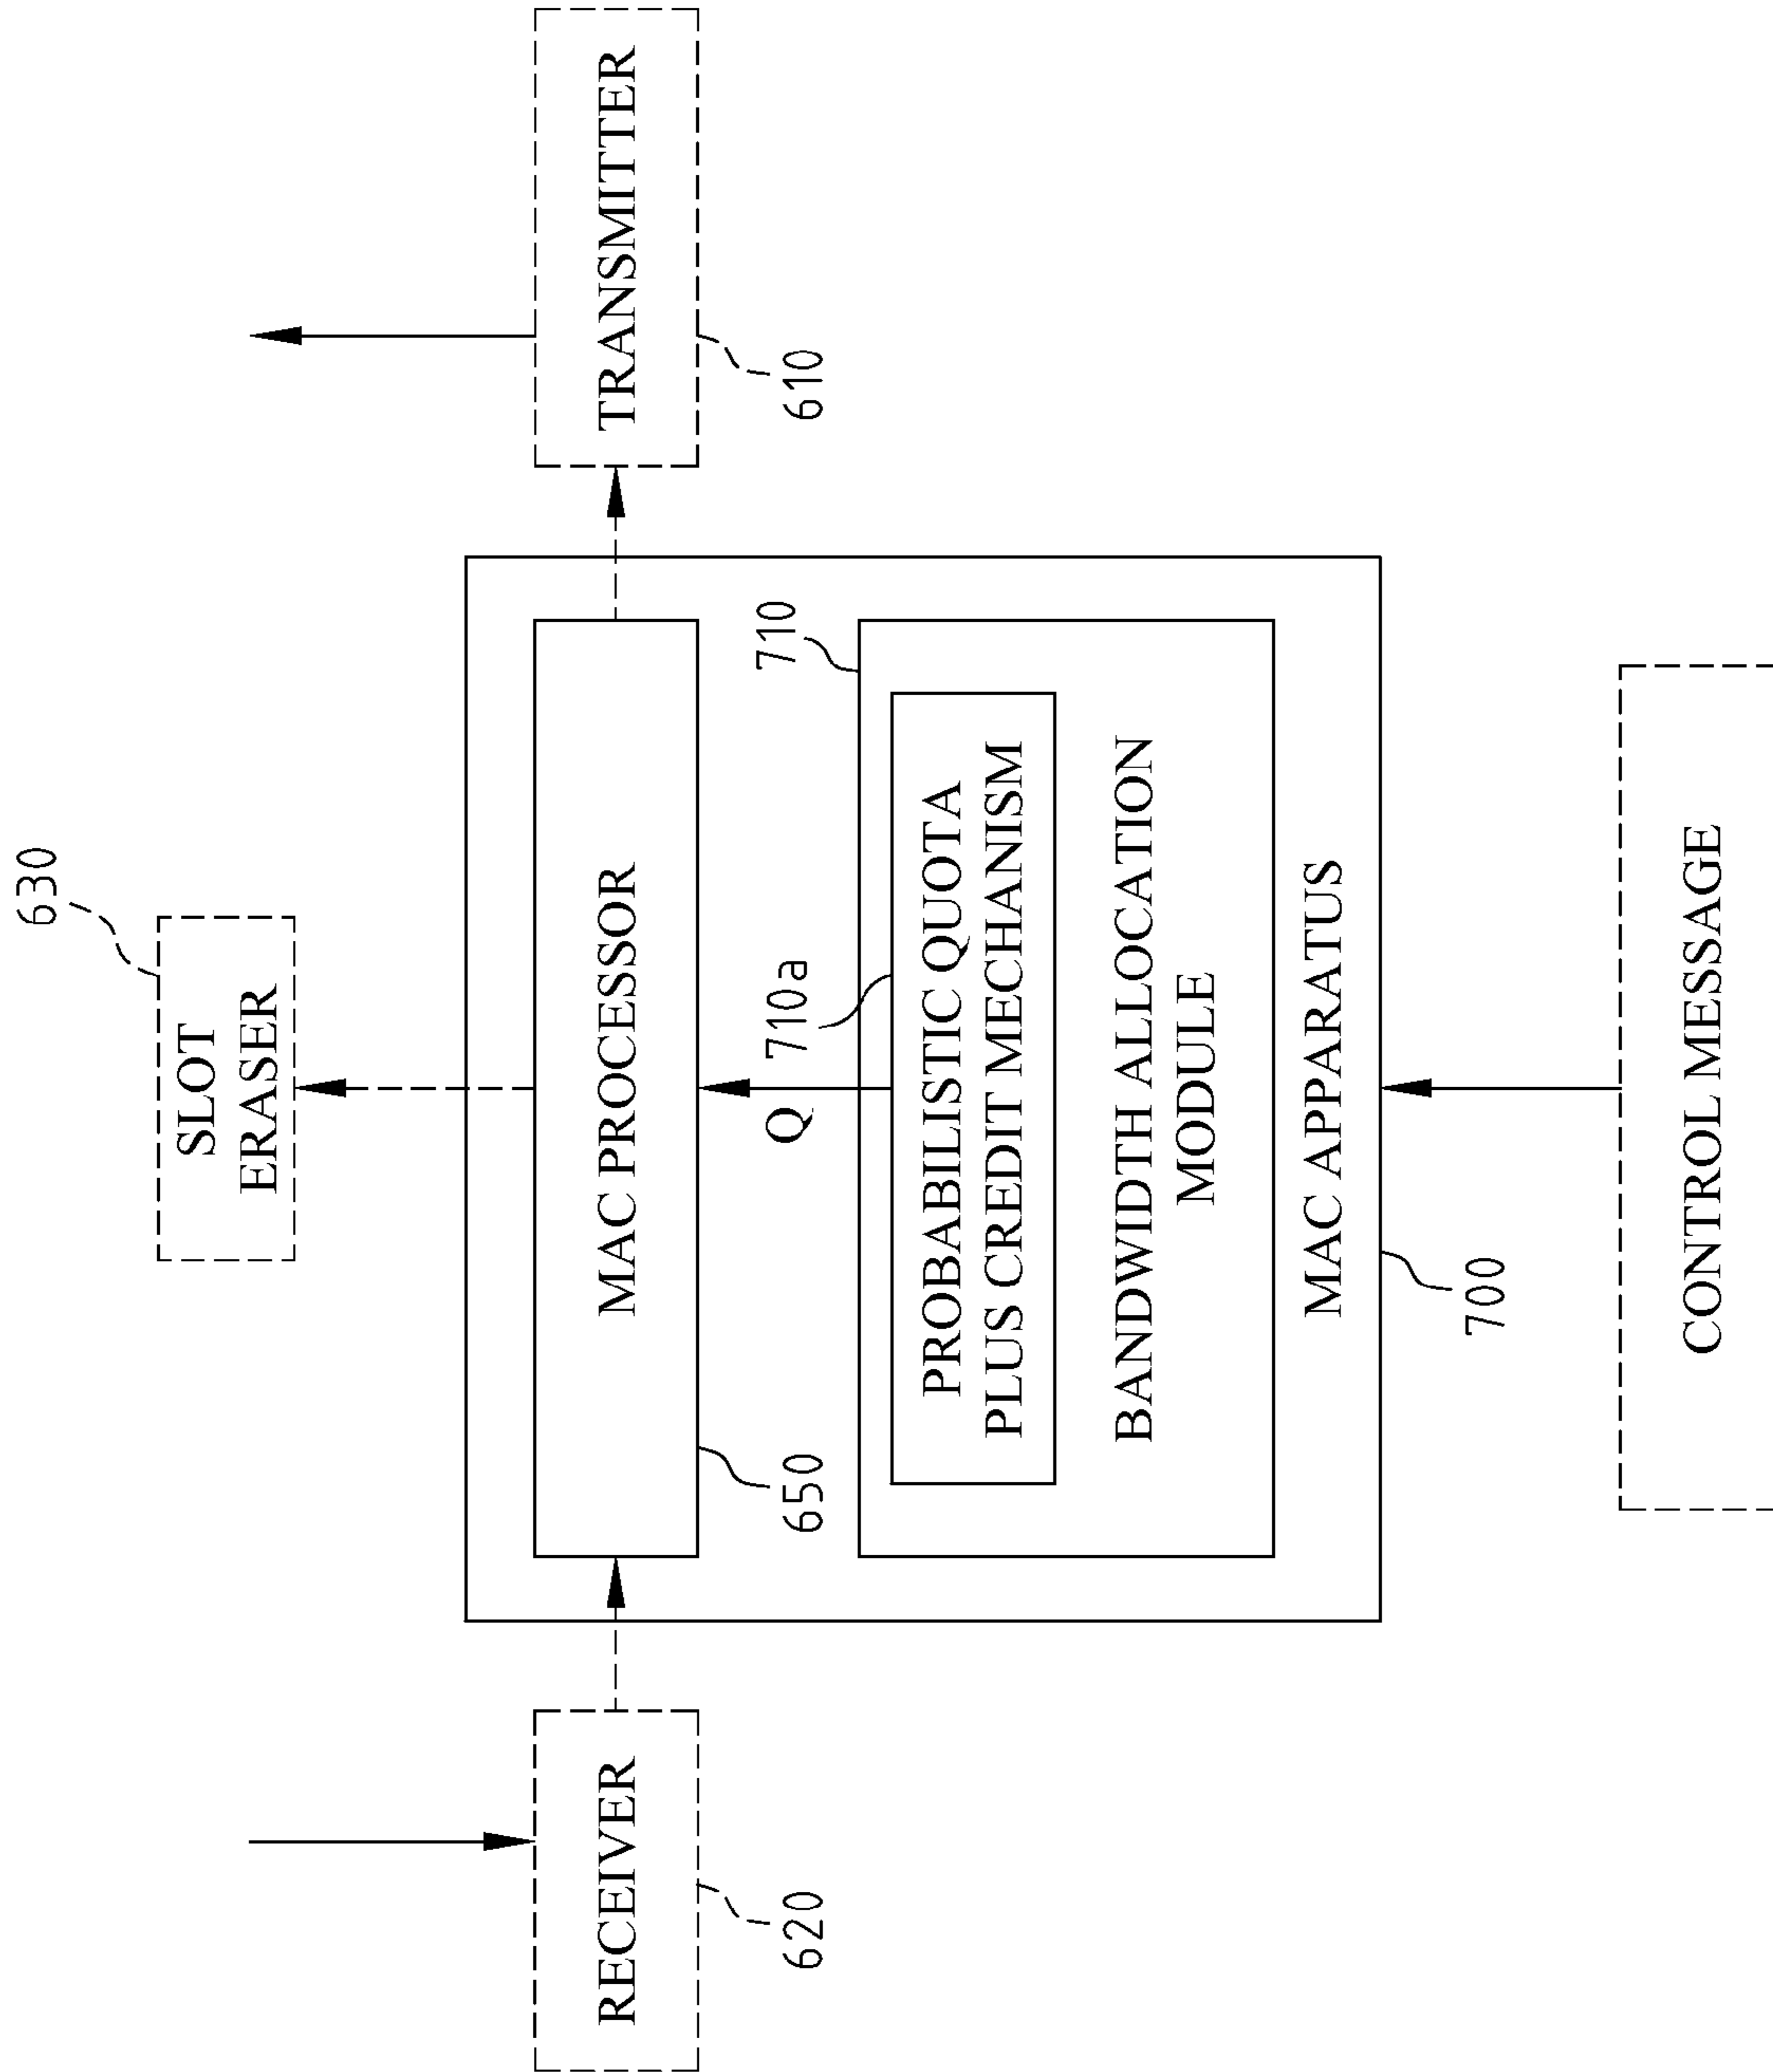 630
SLOT
ERASER
RECEIVER
620
MAC PROCESSOR
650
TRANSMITTER
610
Q
710a
710
PROBABILISTIC QUOTA
PLUS CREDIT MECHANISM
BANDWIDTH ALLOCATION
MODULE
MAC APPARATUS
700
CONTROL MESSAGE